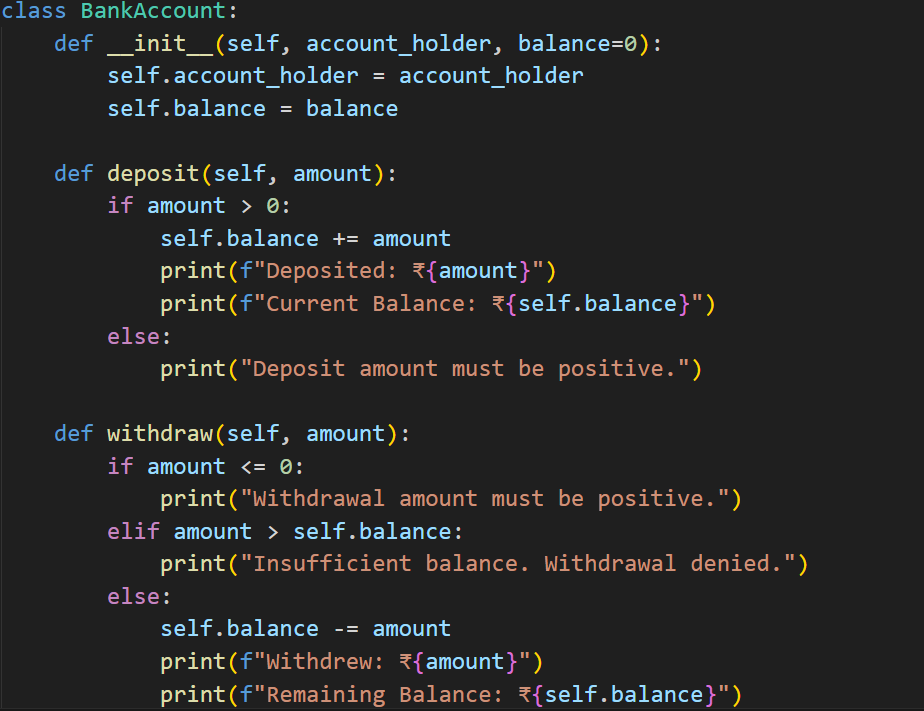 class BankAccount:
    def __init__(self, account_holder, balance=0):
        self.account_holder = account_holder
        self.balance = balance

    def deposit(self, amount):
        if amount > 0:
            self.balance += amount
            print(f"Deposited: ₹{amount}")
            print(f"Current Balance: ₹{self.balance}")
        else:
            print("Deposit amount must be positive.")

    def withdraw(self, amount):
        if amount <= 0:
            print("Withdrawal amount must be positive.")
        elif amount > self.balance:
            print("Insufficient balance. Withdrawal denied.")
        else:
            self.balance -= amount
            print(f"Withdrew: ₹{amount}")
            print(f"Remaining Balance: ₹{self.balance}")